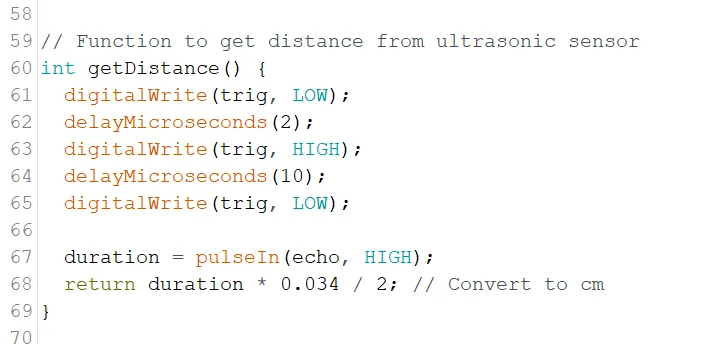 58
59 // Function to get distance from ultrasonic sensor
60 int getDistance() {
61   digitalWrite(trig, LOW);
62   delayMicroseconds(2);
63   digitalWrite(trig, HIGH);
64   delayMicroseconds(10);
65   digitalWrite(trig, LOW);
66
67   duration = pulseIn(echo, HIGH);
68   return duration * 0.034 / 2; // Convert to cm
69 }
70